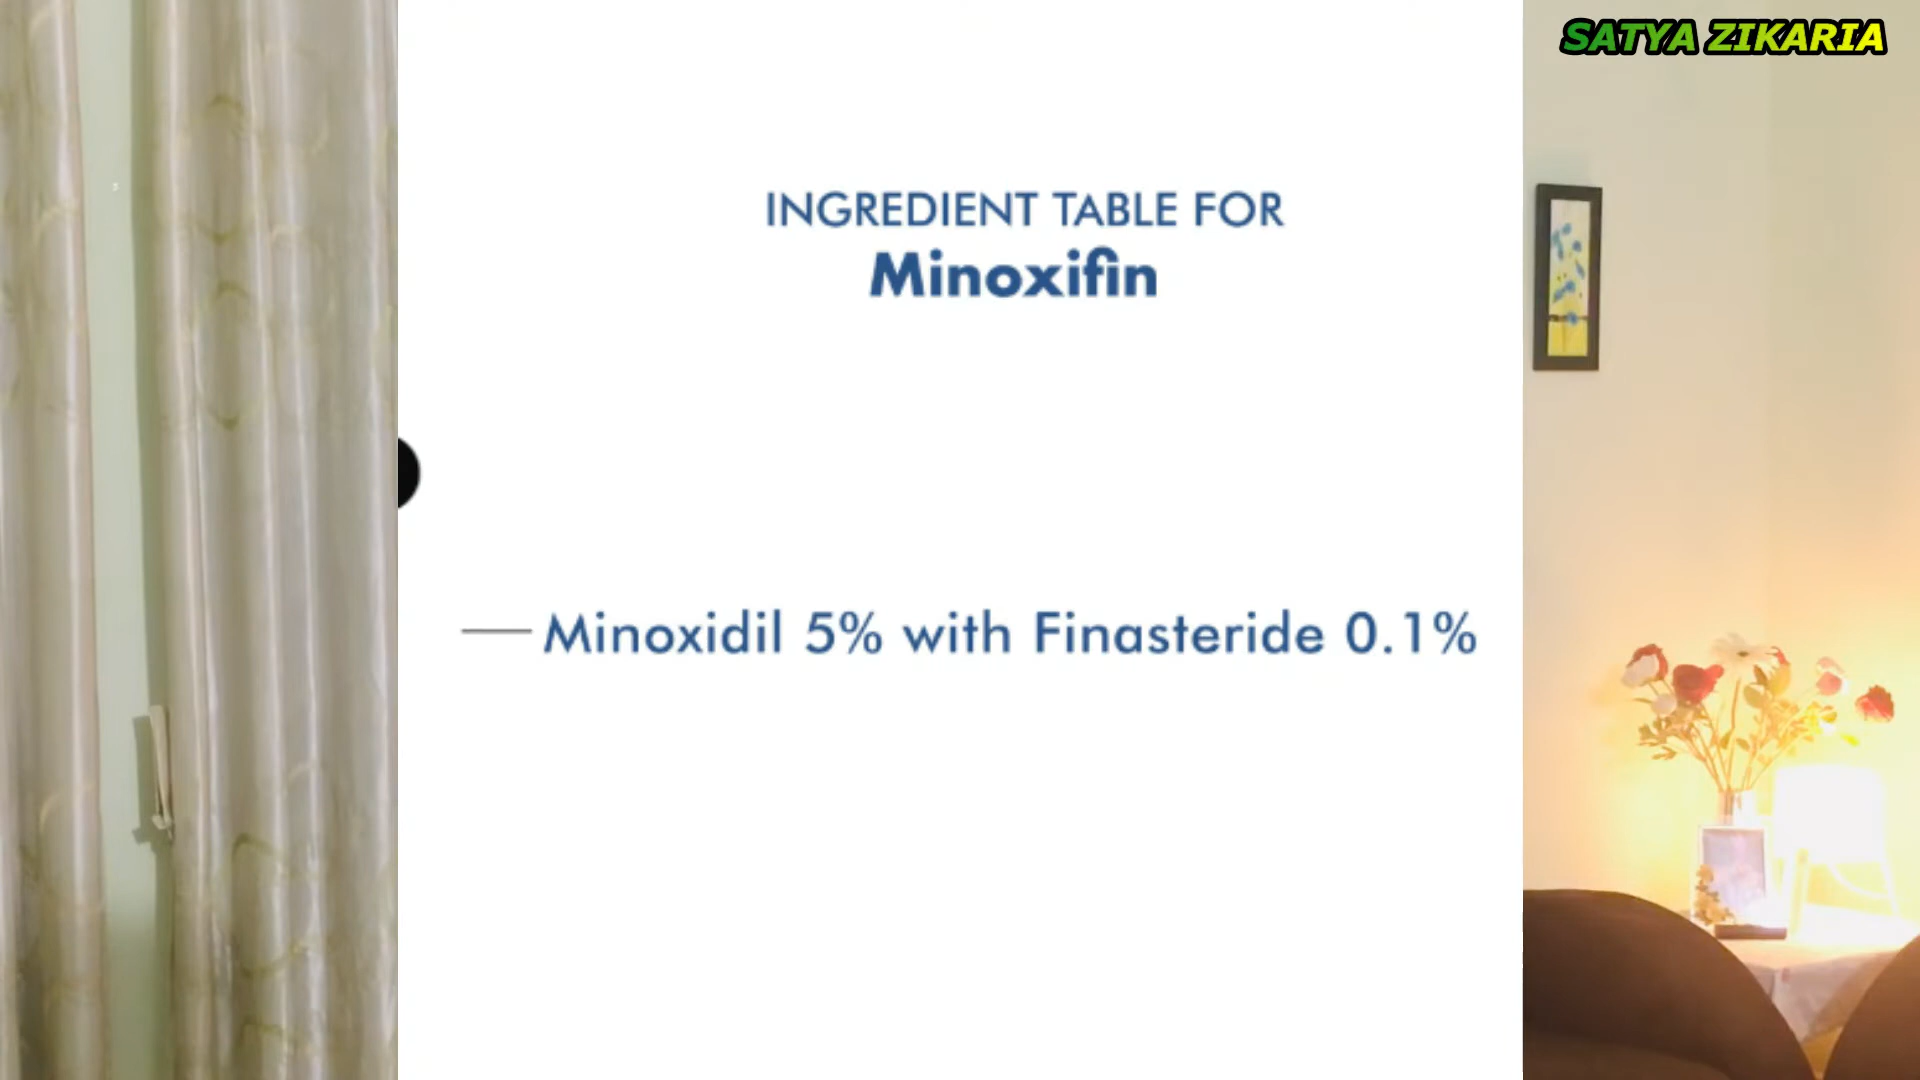 SATYA ZIKARIA
INGREDIENT TABLE FOR
Minoxifin
Minoxidil 5% with Finasteride 0.1%